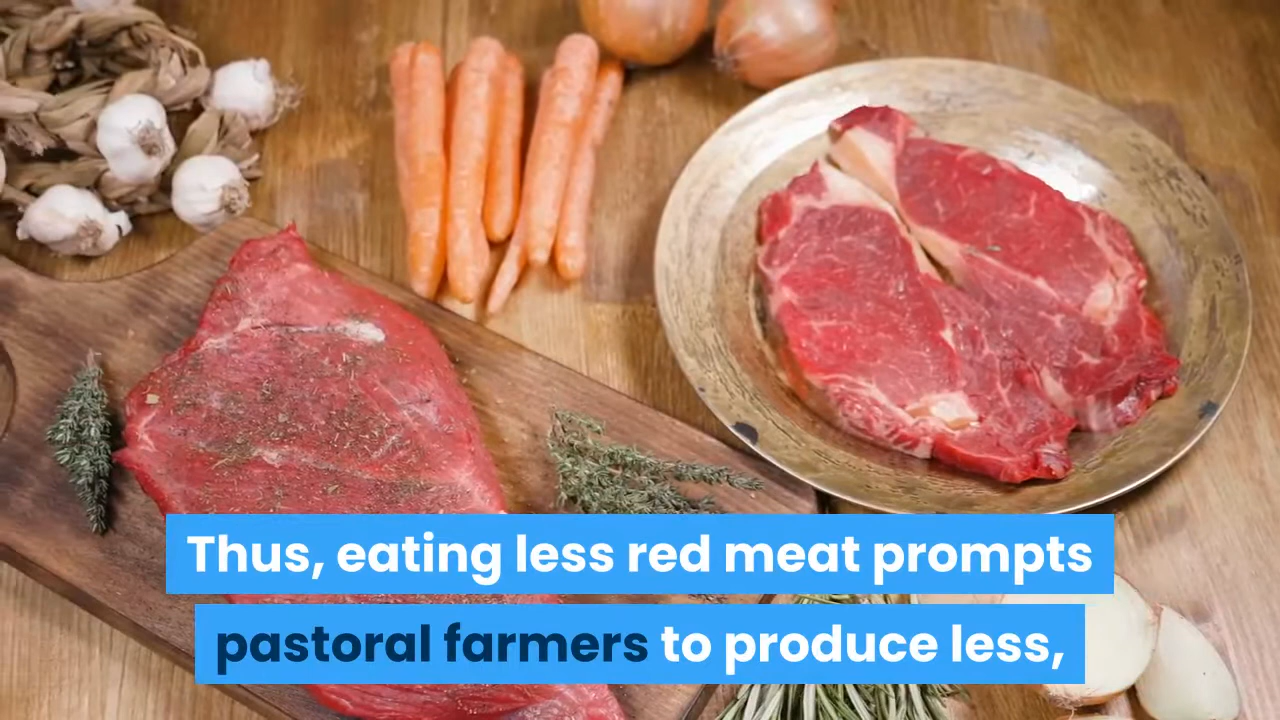 Thus, eating less red meat prompts
pastoral farmers to produce less,